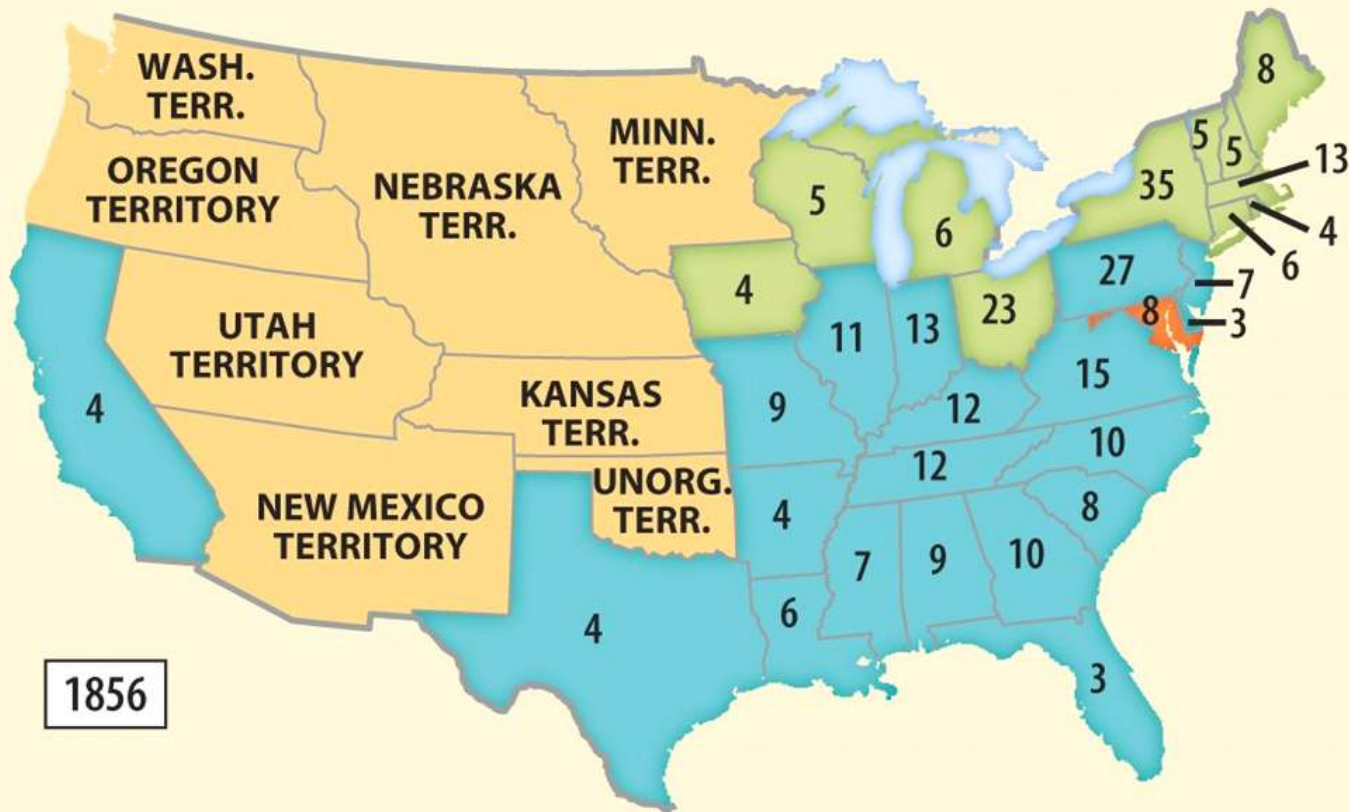 WASH.
TERR.
OREGON
TERRITORY
NEBRASKA
TERR.
MINN.
TERR.
UTAH
TERRITORY
KANSAS
TERR.
UNORG.
TERR.
NEW MEXICO
TERRITORY
8
5
5
13
35
4
6
5
6
4
23
27
7
8
3
11
13
15
4
9
12
10
12
4
8
7
9
10
6
4
3
1856